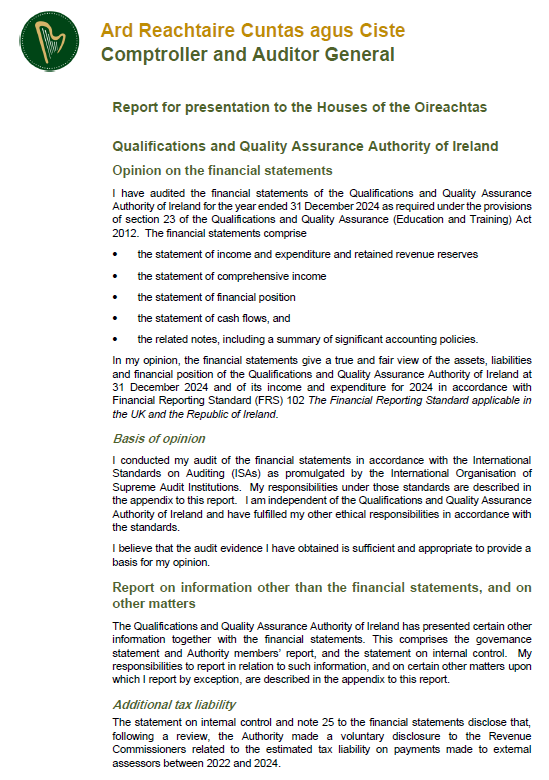 Ard Reachtaire Cuntas agus Ciste
Comptroller and Auditor General
Report for presentation to the Houses of the Oireachtas
Qualifications and Quality Assurance Authority of Ireland
Opinion on the financial statements
I have audited the financial statements of the Qualifications and Quality Assurance
Authority of Ireland for the year ended 31 December 2024 as required under the provisions
of section 23 of the Qualifications and Quality Assurance (Education and Training) Act
2012. The financial statements comprise
• the statement of income and expenditure and retained revenue reserves
• the statement of comprehensive income
• the statement of financial position
• the statement of cash flows, and
• the related notes, including a summary of significant accounting policies.
In my opinion, the financial statements give a true and fair view of the assets, liabilities
and financial position of the Qualifications and Quality Assurance Authority of Ireland at
31 December 2024 and of its income and expenditure for 2024 in accordance with
Financial Reporting Standard (FRS) 102 The Financial Reporting Standard applicable in
the UK and the Republic of Ireland.
Basis of opinion
I conducted my audit of the financial statements in accordance with the International
Standards on Auditing (ISAs) as promulgated by the International Organisation of
Supreme Audit Institutions. My responsibilities under those standards are described in
the appendix to this report. I am independent of the Qualifications and Quality Assurance
Authority of Ireland and have fulfilled my other ethical responsibilities in accordance with
the standards.
I believe that the audit evidence I have obtained is sufficient and appropriate to provide a
basis for my opinion.
Report on information other than the financial statements, and on
other matters
The Qualifications and Quality Assurance Authority of Ireland has presented certain other
information together with the financial statements. This comprises the governance
statement and Authority members' report, and the statement on internal control. My
responsibilities to report in relation to such information, and on certain other matters upon
which I report by exception, are described in the appendix to this report.
Additional tax liability
The statement on internal control and note 25 to the financial statements disclose that,
following a review, the Authority made a voluntary disclosure to the Revenue
Commissioners related to the estimated tax liability on payments made to external
assessors between 2022 and 2024.